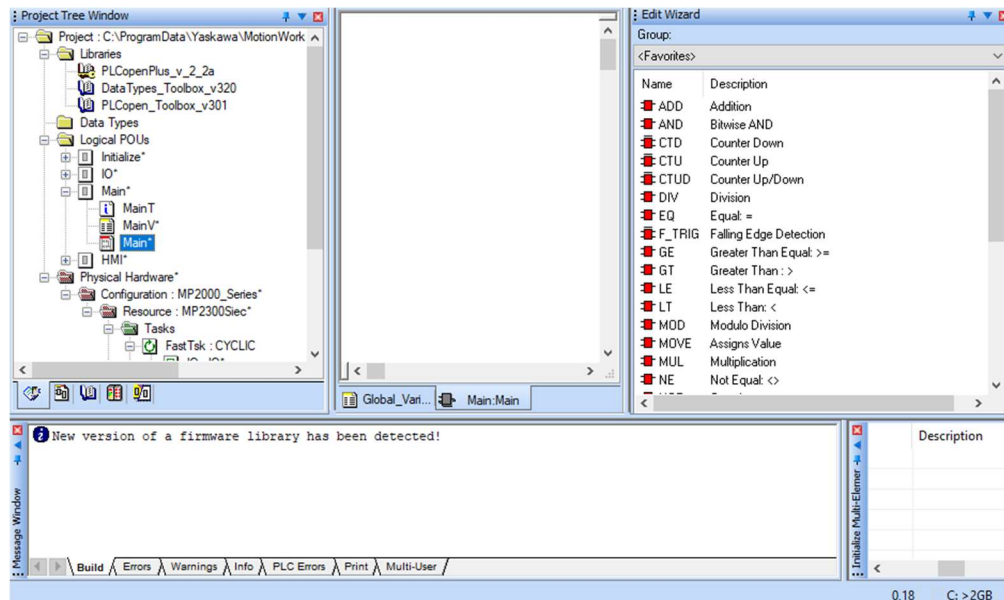 Project Tree Window
Project : C:\ProgramData\Yaskawa\MotionWork
Libraries
PLCopenPlus_v_2_2a
DataTypes_Toolbox_v320
PLCopen_Toolbox_v301
Data Types
Logical POUs
Initialize*
IO*
Main*
MainT
MainV*
Main*
HMI*
Physical Hardware*
Configuration : MP2000_Series*
Resource : MP2300Siec*
Tasks
FastTsk : CYCLIC
Global_Vari...
Main:Main
Edit Wizard
Group:
<Favorites>
Name Description
ADD Addition
AND Bitwise AND
CTD Counter Down
CTU Counter Up
CTUD Counter Up/Down
DIV Division
EQ Equal: =
F_TRIG Falling Edge Detection
GE Greater Than Equal: >=
GT Greater Than : >
LE Less Than Equal: <=
LT Less Than: <
MOD Modulo Division
MOVE Assigns Value
MUL Multiplication
NE Not Equal: <>
Message Window
New version of a firmware library has been detected!
Build Errors Warnings Info PLC Errors Print Multi-User
Initialize Multi-Elemer
Description
0.18 C: >2GB